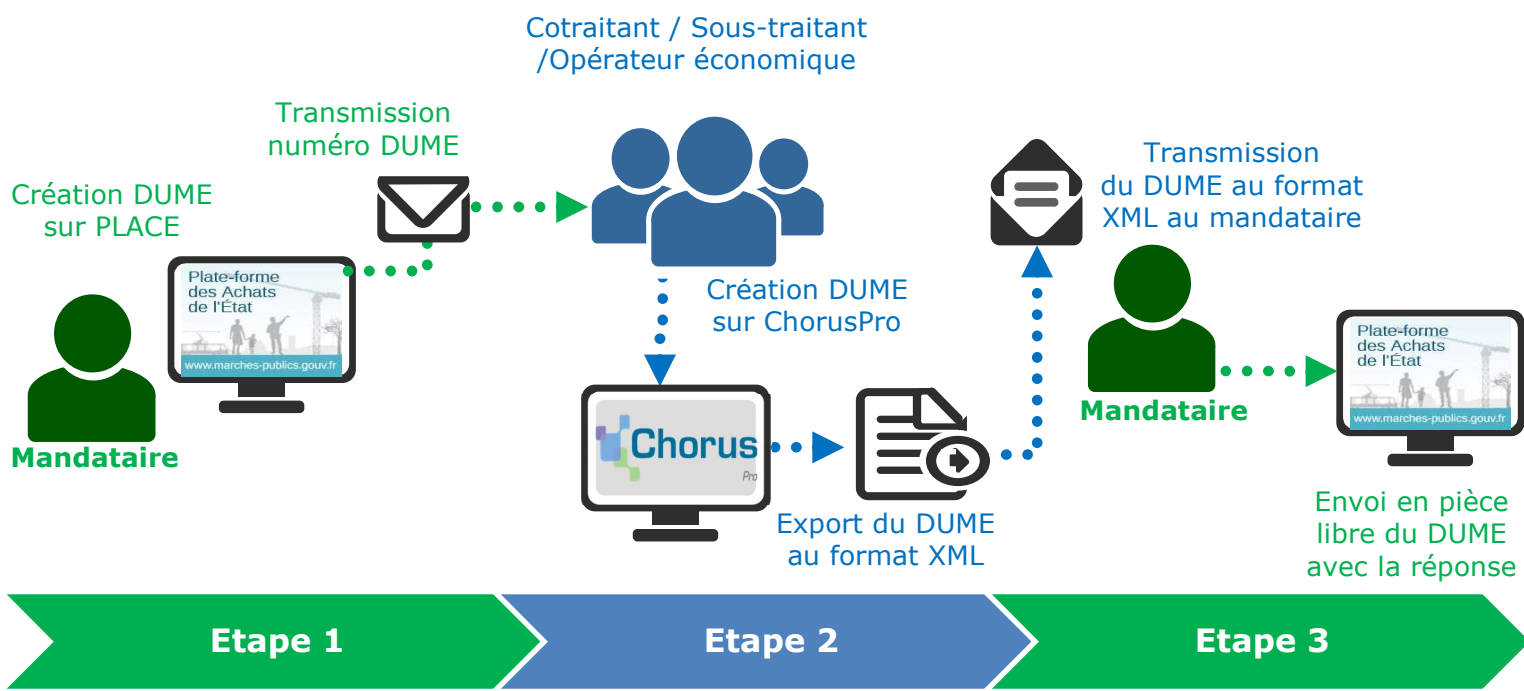 Cotraitant / Sous-traitant
/Opérateur économique
Transmission
numéro DUME
Création DUME
sur PLACE
Plate-forme
des Achats
de l'État
www.marches-publics.gouv.fr
Mandataire
Création DUME
sur ChorusPro
Chorus
Pro
Export du DUME
au format XML
Transmission
du DUME au format
XML au mandataire
Mandataire
Plate-forme
des Achats
de l'État
www.marches-publics.gouv.fr
Envoi en pièce
libre du DUME
avec la réponse
Etape 1
Etape 2
Etape 3